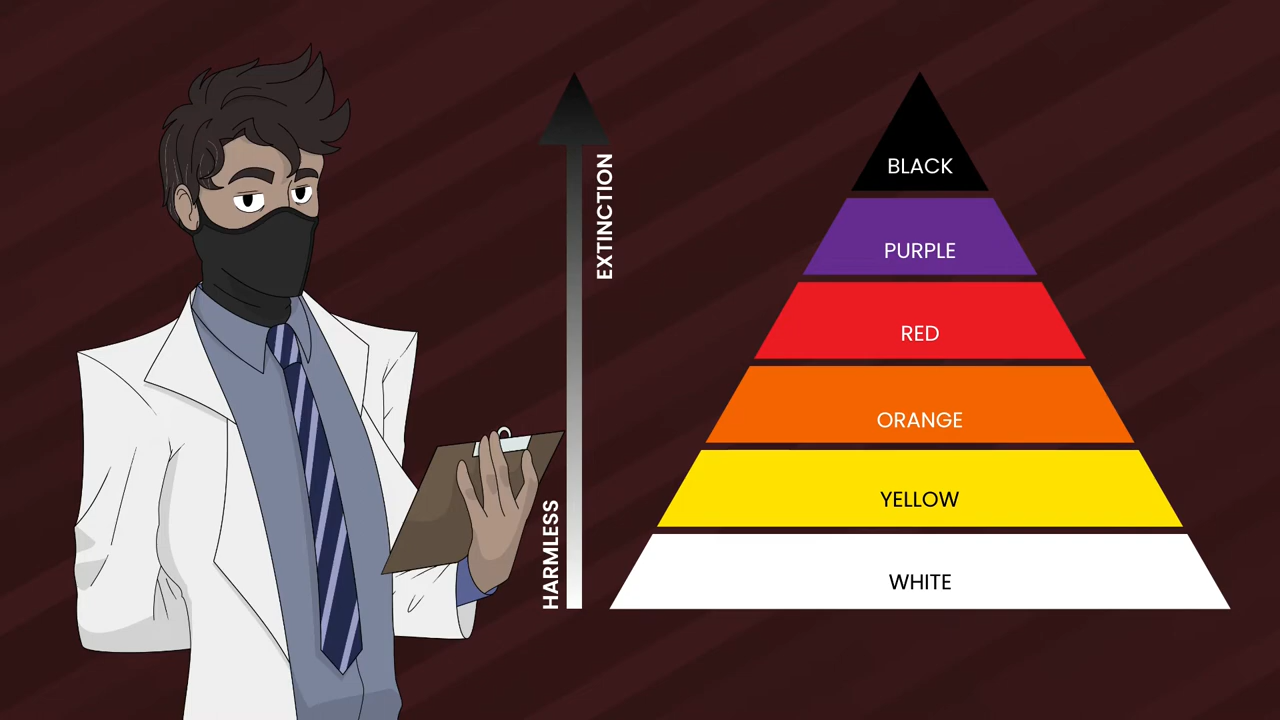 EXTINCTION
HARMLESS
BLACK
PURPLE
RED
ORANGE
YELLOW
WHITE